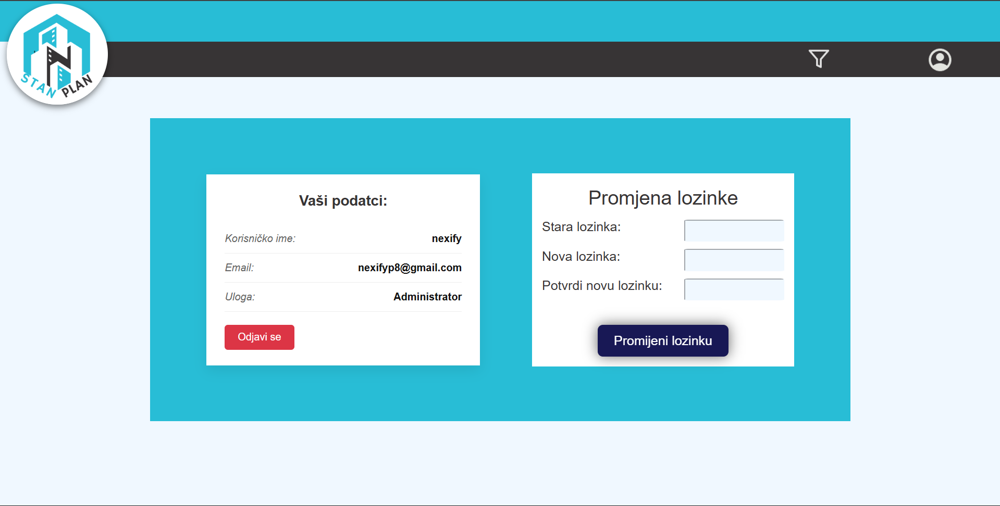 STAN PLAN
Vaši podatci:
Korisničko ime: nexify
Email: nexifyp8@gmail.com
Uloga: Administrator
Odjavi se
Promjena lozinke
Stara lozinka:
Nova lozinka:
Potvrdi novu lozinku:
Promijeni lozinku